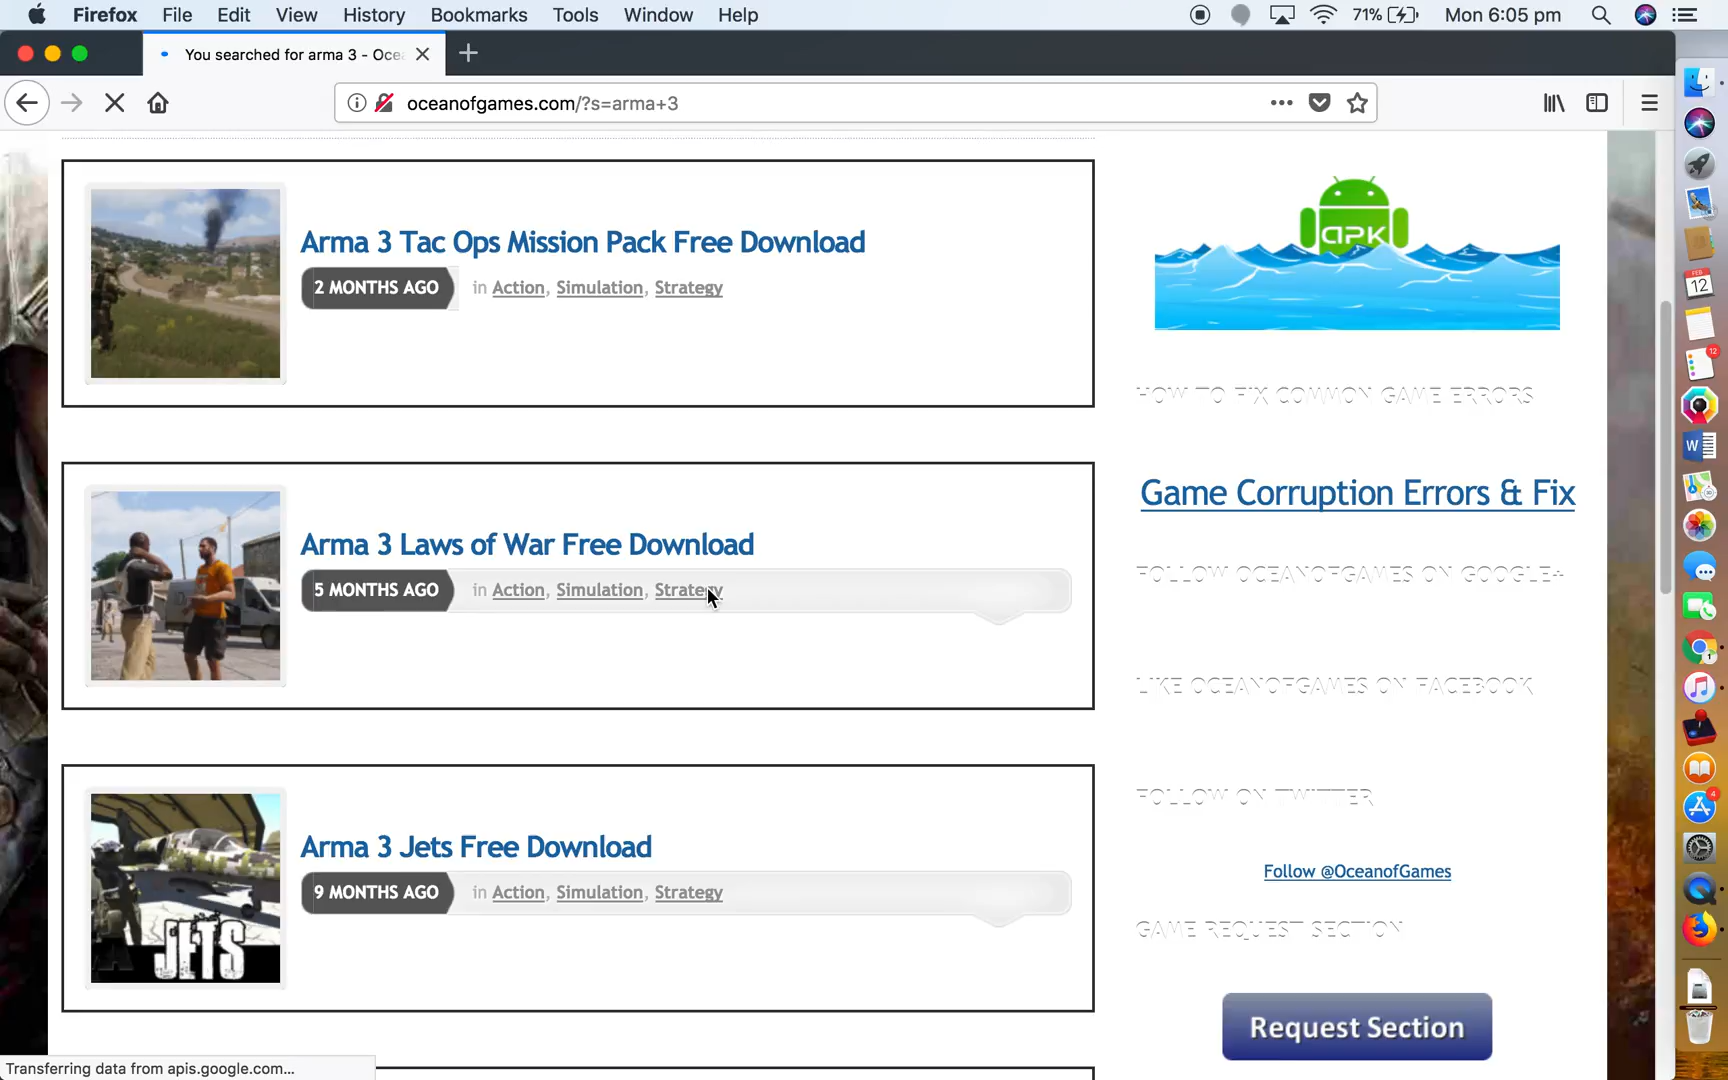 Firefox File Edit View History Bookmarks Tools Window Help 71% Mon 6:05 pm
You searched for arma 3 - Oce
oceanofgames.com/?s=arma+3
Arma 3 Tac Ops Mission Pack Free Download
2 MONTHS AGO in Action, Simulation, Strategy
apk
HOW TO FIX COMMON GAME ERRORS
Game Corruption Errors & Fix
Arma 3 Laws of War Free Download
5 MONTHS AGO in Action, Simulation, Strategy
FOLLOW OCEANOFGAMES ON GOOGLE+
LIKE OCEANOFGAMES ON FACEBOOK
FOLLOW ON TWITTER
Arma 3 Jets Free Download
9 MONTHS AGO in Action, Simulation, Strategy
JETS
Follow @OceanofGames
GAME REQUEST SECTION
Request Section
Transferring data from apis.google.com...
FEB
12
12
W
1
4